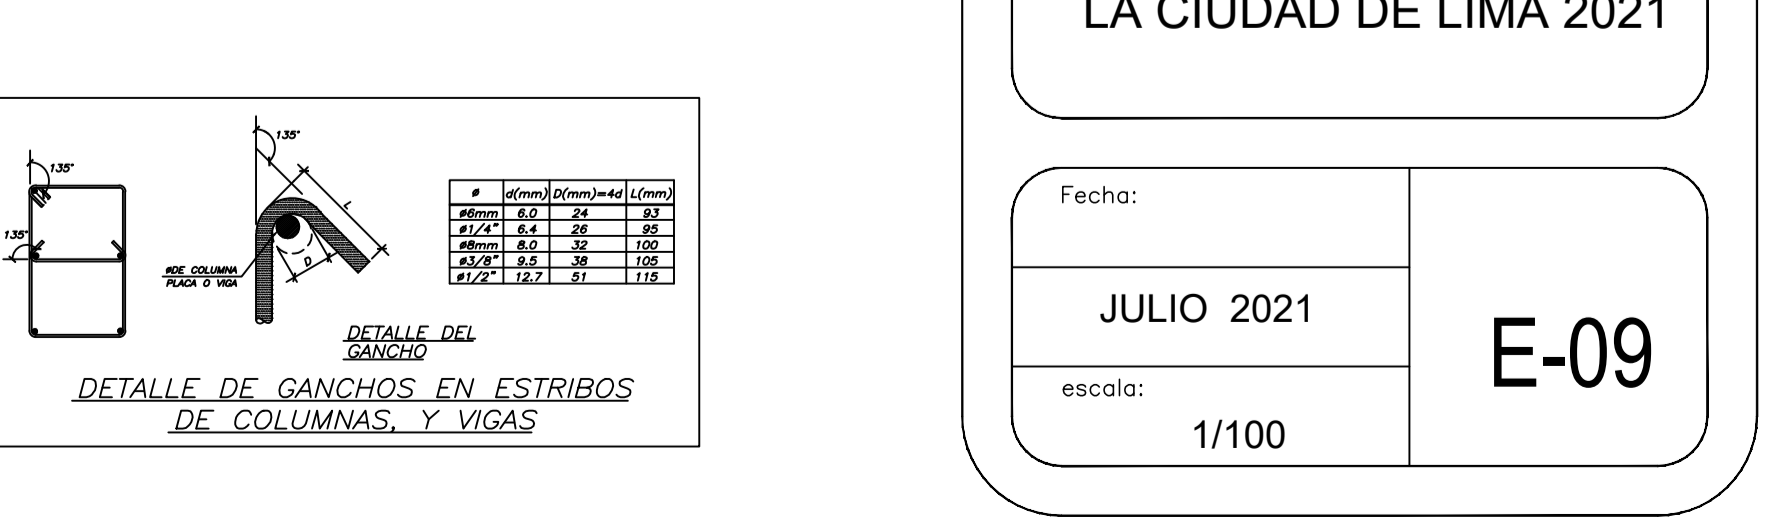 LA CIUDAD DE LIMA 2021
135°
135°
135°
L
D
øDE COLUMNA
PLACA O VIGA
ø d(mm) D(mm)=4d L(mm)
ø6mm 6.0 24 93
ø1/4" 6.4 26 95
ø8mm 8.0 32 100
ø3/8" 9.5 38 105
ø1/2" 12.7 51 115
DETALLE DEL
GANCHO
DETALLE DE GANCHOS EN ESTRIBOS
DE COLUMNAS, Y VIGAS
Fecha:
JULIO 2021
escala:
1/100
E-09